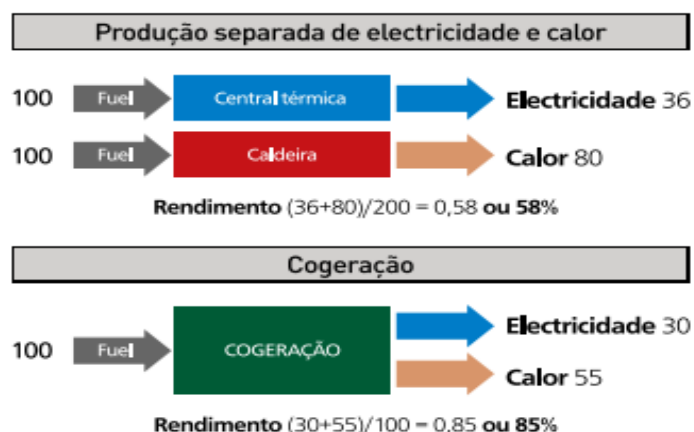 Produção separada de electricidade e calor
100 Fuel Central térmica Electricidade 36
100 Fuel Caldeira Calor 80
Rendimento (36+80)/200 = 0,58 ou 58%
Cogeração
Electricidade 30
100 Fuel COGERAÇÃO
Calor 55
Rendimento (30+55)/100 = 0,85 ou 85%